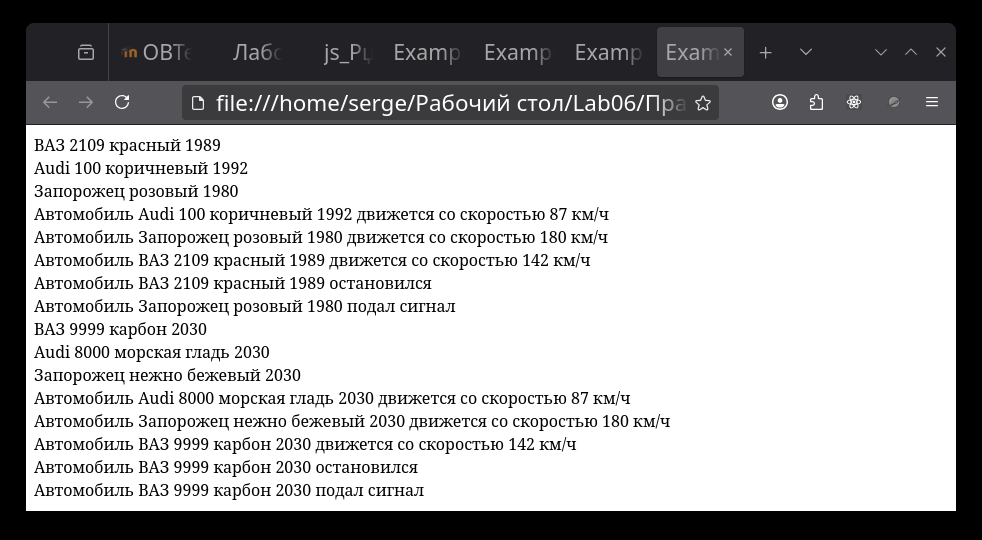 ОВТе Лабо js_Рц Examp Examp Examp Exam
file:///home/serge/Рабочий стол/Lab06/Пра
ВАЗ 2109 красный 1989
Audi 100 коричневый 1992
Запорожец розовый 1980
Автомобиль Audi 100 коричневый 1992 движется со скоростью 87 км/ч
Автомобиль Запорожец розовый 1980 движется со скоростью 180 км/ч
Автомобиль ВАЗ 2109 красный 1989 движется со скоростью 142 км/ч
Автомобиль ВАЗ 2109 красный 1989 остановился
Автомобиль Запорожец розовый 1980 подал сигнал
ВАЗ 9999 карбон 2030
Audi 8000 морская гладь 2030
Запорожец нежно бежевый 2030
Автомобиль Audi 8000 морская гладь 2030 движется со скоростью 87 км/ч
Автомобиль Запорожец нежно бежевый 2030 движется со скоростью 180 км/ч
Автомобиль ВАЗ 9999 карбон 2030 движется со скоростью 142 км/ч
Автомобиль ВАЗ 9999 карбон 2030 остановился
Автомобиль ВАЗ 9999 карбон 2030 подал сигнал